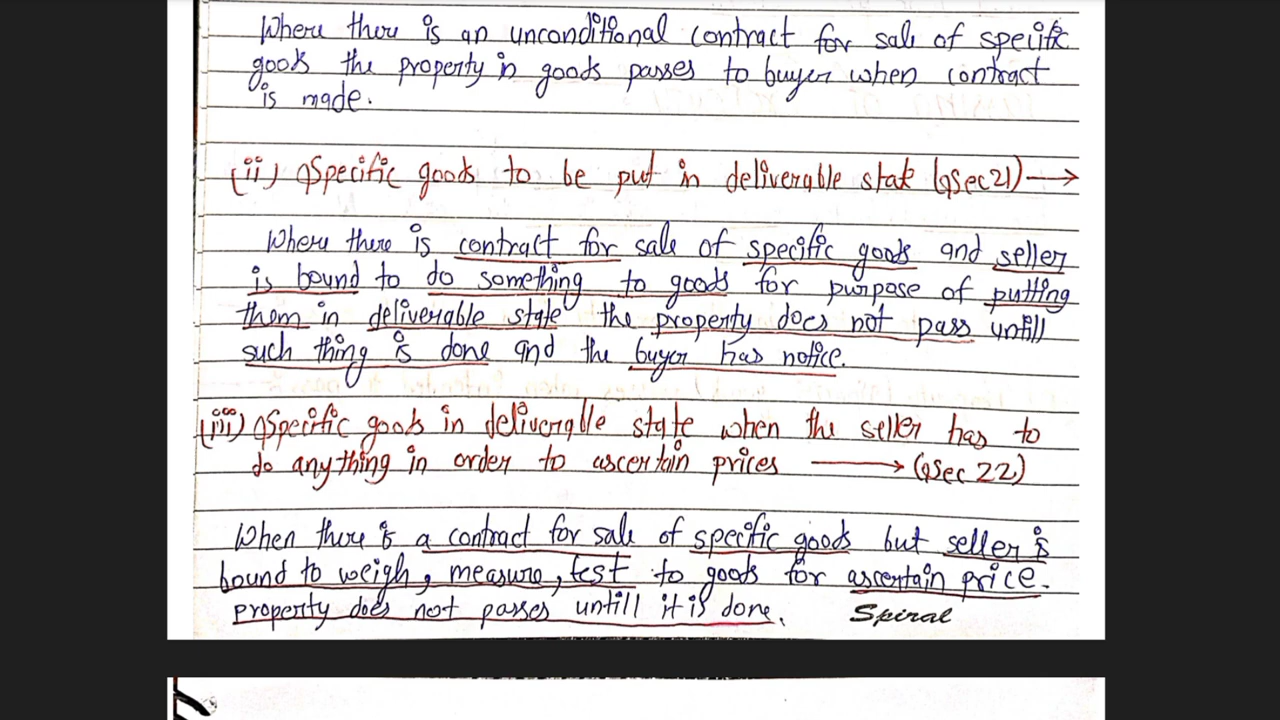 Where there is an unconditional contract for sale of specific
goods the property in goods passes to buyer when contract
is made.
(ii) Specific goods to be put in deliverable state (Sec 21) →
Where there is contract for sale of specific goods and seller
is bound to do something to goods for purpose of putting
them in deliverable state the property does not pass untill
such thing is done and the buyer has notice.
(iii) Specific goods in deliverable state when the seller has to
do anything in order to ascertain prices → (Sec 22)
When there is a contract for sale of specific goods but seller is
bound to weigh, measure, test to goods for ascertain price.
property does not passes untill it is done.
Spiral